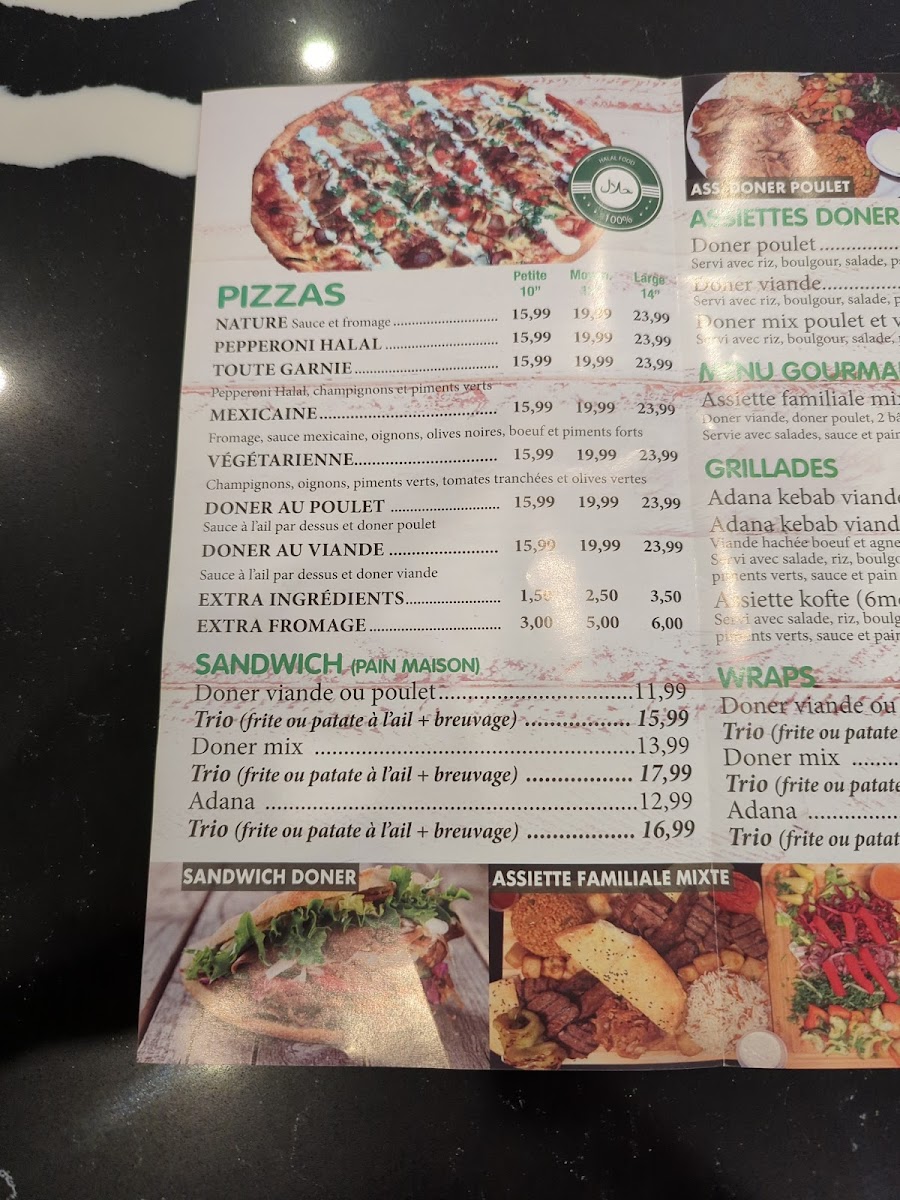 HALAL FOOD
حلال
100%
PIZZAS
Petite Large
10" 14"
NATURE Sauce et fromage .......... 15,99 23,99
PEPPERONI HALAL .......... 15,99 19,99 23,99
TOUTE GARNIE .......... 15,99 19,99 23,99
Pepperoni Halal, champignons et piments verts
MEXICAINE .......... 15,99 19,99 23,99
Fromage, sauce mexicaine, oignons, olives noires, boeuf et piments forts
VÉGÉTARIENNE .......... 15,99 19,99 23,99
Champignons, oignons, piments verts, tomates tranchées et olives vertes
DONER AU POULET .......... 15,99 19,99 23,99
Sauce à l'ail par dessus et doner poulet
DONER AU VIANDE .......... 15,99 19,99 23,99
Sauce à l'ail par dessus et doner viande
EXTRA INGRÉDIENTS .......... 1,50 2,50 3,50
EXTRA FROMAGE .......... 3,00 5,00 6,00
SANDWICH (PAIN MAISON)
Doner viande ou poulet .......... 11,99
Trio (frite ou patate à l'ail + breuvage) .......... 15,99
Doner mix .......... 13,99
Trio (frite ou patate à l'ail + breuvage) .......... 17,99
Adana .......... 12,99
Trio (frite ou patate à l'ail + breuvage) .......... 16,99
SANDWICH DONER
ASSIETTE FAMILIALE MIXTE
ASS. DONER POULET
ASSIETTES DONER
Doner poulet ..........
Servi avec riz, boulgour, salade,
Doner viande ..........
Servi avec riz, boulgour, salade,
Doner mix poulet et
Servi avec riz, boulgour, salade,
MENU
Assiette familiale
Doner viande, doner poulet, 2
Servie avec salades, sauce et pain
GRILLADES
Adana kebab
Adana kebab
Viande hachée boeuf et
Servi avec salade, riz,
piments verts, sauce et pain
Assiette kofte
Servi avec salade, riz,
piments verts, sauce et
WRAPS
Doner viande ou
Trio (frite ou patate
Doner mix ..........
Trio (frite ou
Adana ..........
Trio (frite ou